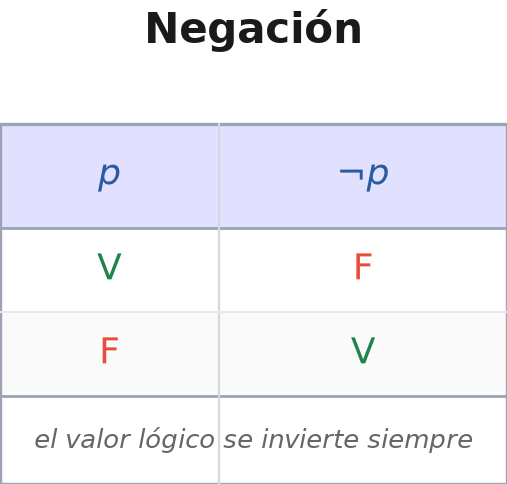 Negación
p ¬p
V F
F V
el valor lógico se invierte siempre